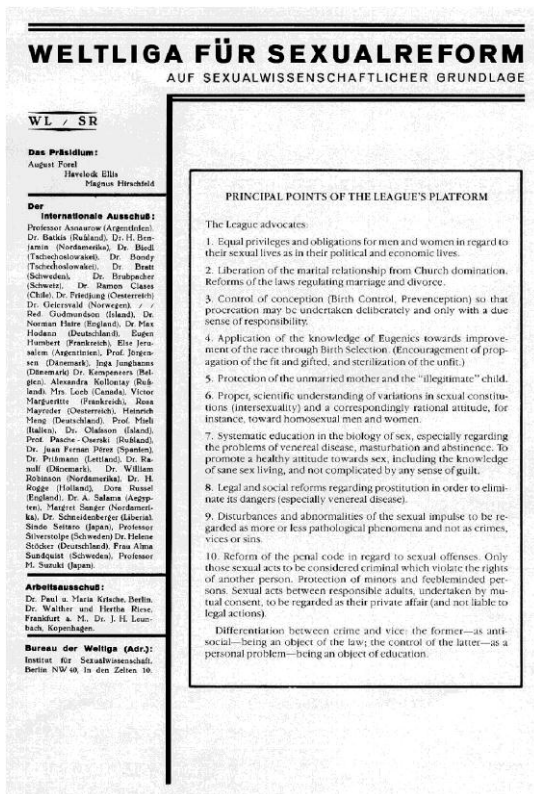 WELTLIGA FÜR SEXUALREFORM
AUF SEXUALWISSENSCHAFTLICHER GRUNDLAGE
WL / SR
Das Präsidium:
August Forel
Havelock Ellis
Magnus Hirschfeld
Der
Internationale Ausschuß:
Professor Asnaurow (Argentinien),
Dr. Batkis (Rußland), Dr. H. Ben-
jamin (Nordamerika), Dr. Biedl
(Tschechoslowakei), Dr. Bondy
(Tschechoslowakei), Dr. Bratt
(Schweden), Dr. Brubpacher
(Schweiz), Dr. Ramon Clases
(Chile), Dr. Friedjung (Oesterreich)
Dr. Geiersvald (Norwegen), / /
Red. Gudmundson (Island), Dr.
Norman Haire (England), Dr. Max
Hodann (Deutschland), Eugen
Humbert (Frankreich), Else Jeru-
salem (Argentinien), Prof. Jörgen-
sen (Dänemark), Inga Junghanns
(Dänemark) Dr. Kempeneers (Bel-
gien), Alexandra Kollontay (Ruß-
land), Mrs. Loeb (Canada), Victor
Margueritte (Frankreich), Rosa
Mayreder (Oesterreich), Heinrich
Meng (Deutschland), Prof. Mieli
(Italien), Dr. Olafsson (Island),
Prof. Pasche-Oserski (Rußland),
Dr. Juan Fernan Pérez (Spanien),
Dr. Prithmann (Lettland), Dr. Ra-
nulf (Dänemark), Dr. William
Robinson (Nordamerika), Dr. H.
Rogge (Holland), Dora Russel
(England), Dr. A. Salama (Aegyp-
ten), Margret Sanger (Nordameri-
ka), Dr. Schneidenberger (Liberia),
Sindo Seitaro (Japan), Professor
Silverstolpe (Schweden) Dr. Helene
Stöcker (Deutschland), Frau Alma
Sundquist (Schweden), Professor
M. Suzuki (Japan).
Arbeitsausschuß:
Dr. Paul u. Maria Krische, Berlin,
Dr. Walther und Hertha Riese,
Frankfurt a. M., Dr. J. H. Leun-
bach, Kopenhagen.
Bureau der Weltliga (Adr.):
Institut für Sexualwissenschaft,
Berlin NW 40, In den Zelten 10.
PRINCIPAL POINTS OF THE LEAGUE'S PLATFORM
The League advocates:
1. Equal privileges and obligations for men and women in regard to
their sexual lives as in their political and economic lives.
2. Liberation of the marital relationship from Church domination.
Reforms of the laws regulating marriage and divorce.
3. Control of conception (Birth Control, Prevenception) so that
procreation may be undertaken deliberately and only with a due
sense of responsibility.
4. Application of the knowledge of Eugenics towards improve-
ment of the race through Birth Selection. (Encouragement of prop-
agation of the fit and gifted, and sterilization of the unfit.)
5. Protection of the unmarried mother and the "illegitimate" child.
6. Proper, scientific understanding of variations in sexual constitu-
tions (intersexuality) and a correspondingly rational attitude, for
instance, toward homosexual men and women.
7. Systematic education in the biology of sex, especially regarding
the problems of venereal disease, masturbation and abstinence. To
promote a healthy attitude towards sex, including the knowledge
of sane sex living, and not complicated by any sense of guilt.
8. Legal and social reforms regarding prostitution in order to elimi-
nate its dangers (especially venereal disease).
9. Disturbances and abnormalities of the sexual impulse to be re-
garded as more or less pathological phenomena and not as crimes,
vices or sins.
10. Reform of the penal code in regard to sexual offenses. Only
those sexual acts to be considered criminal which violate the rights
of another person. Protection of minors and feebleminded per-
sons. Sexual acts between responsible adults, undertaken by mu-
tual consent, to be regarded as their private affair (and not liable to
legal actions).
Differentiation between crime and vice: the former—as anti-
social—being an object of the law; the control of the latter—as a
personal problem—being an object of education.